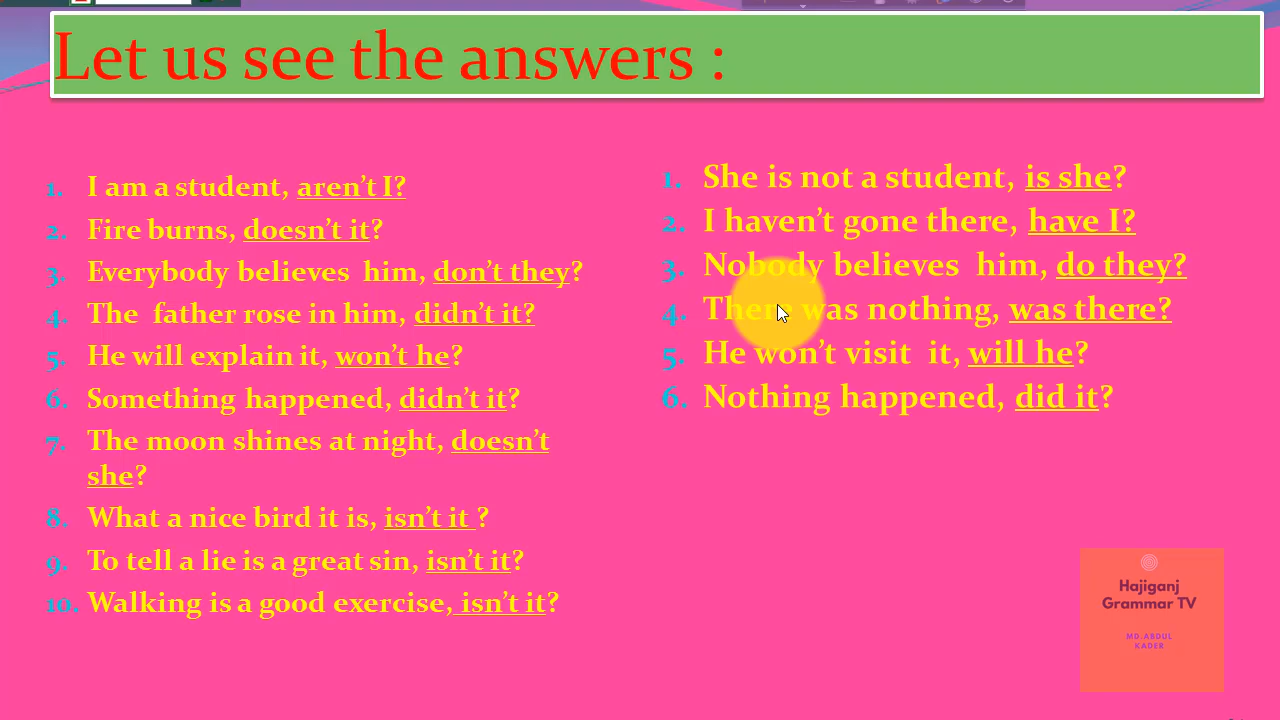 Let us see the answers :
1. I am a student, aren't I?
2. Fire burns, doesn't it?
3. Everybody believes him, don't they?
4. The father rose in him, didn't it?
5. He will explain it, won't he?
6. Something happened, didn't it?
7. The moon shines at night, doesn't
she?
8. What a nice bird it is, isn't it ?
9. To tell a lie is a great sin, isn't it?
10. Walking is a good exercise, isn't it?
1. She is not a student, is she?
2. I haven't gone there, have I?
3. Nobody believes him, do they?
4. There was nothing, was there?
5. He won't visit it, will he?
6. Nothing happened, did it?
Hajiganj
Grammar TV
MD.ABDUL
KADER